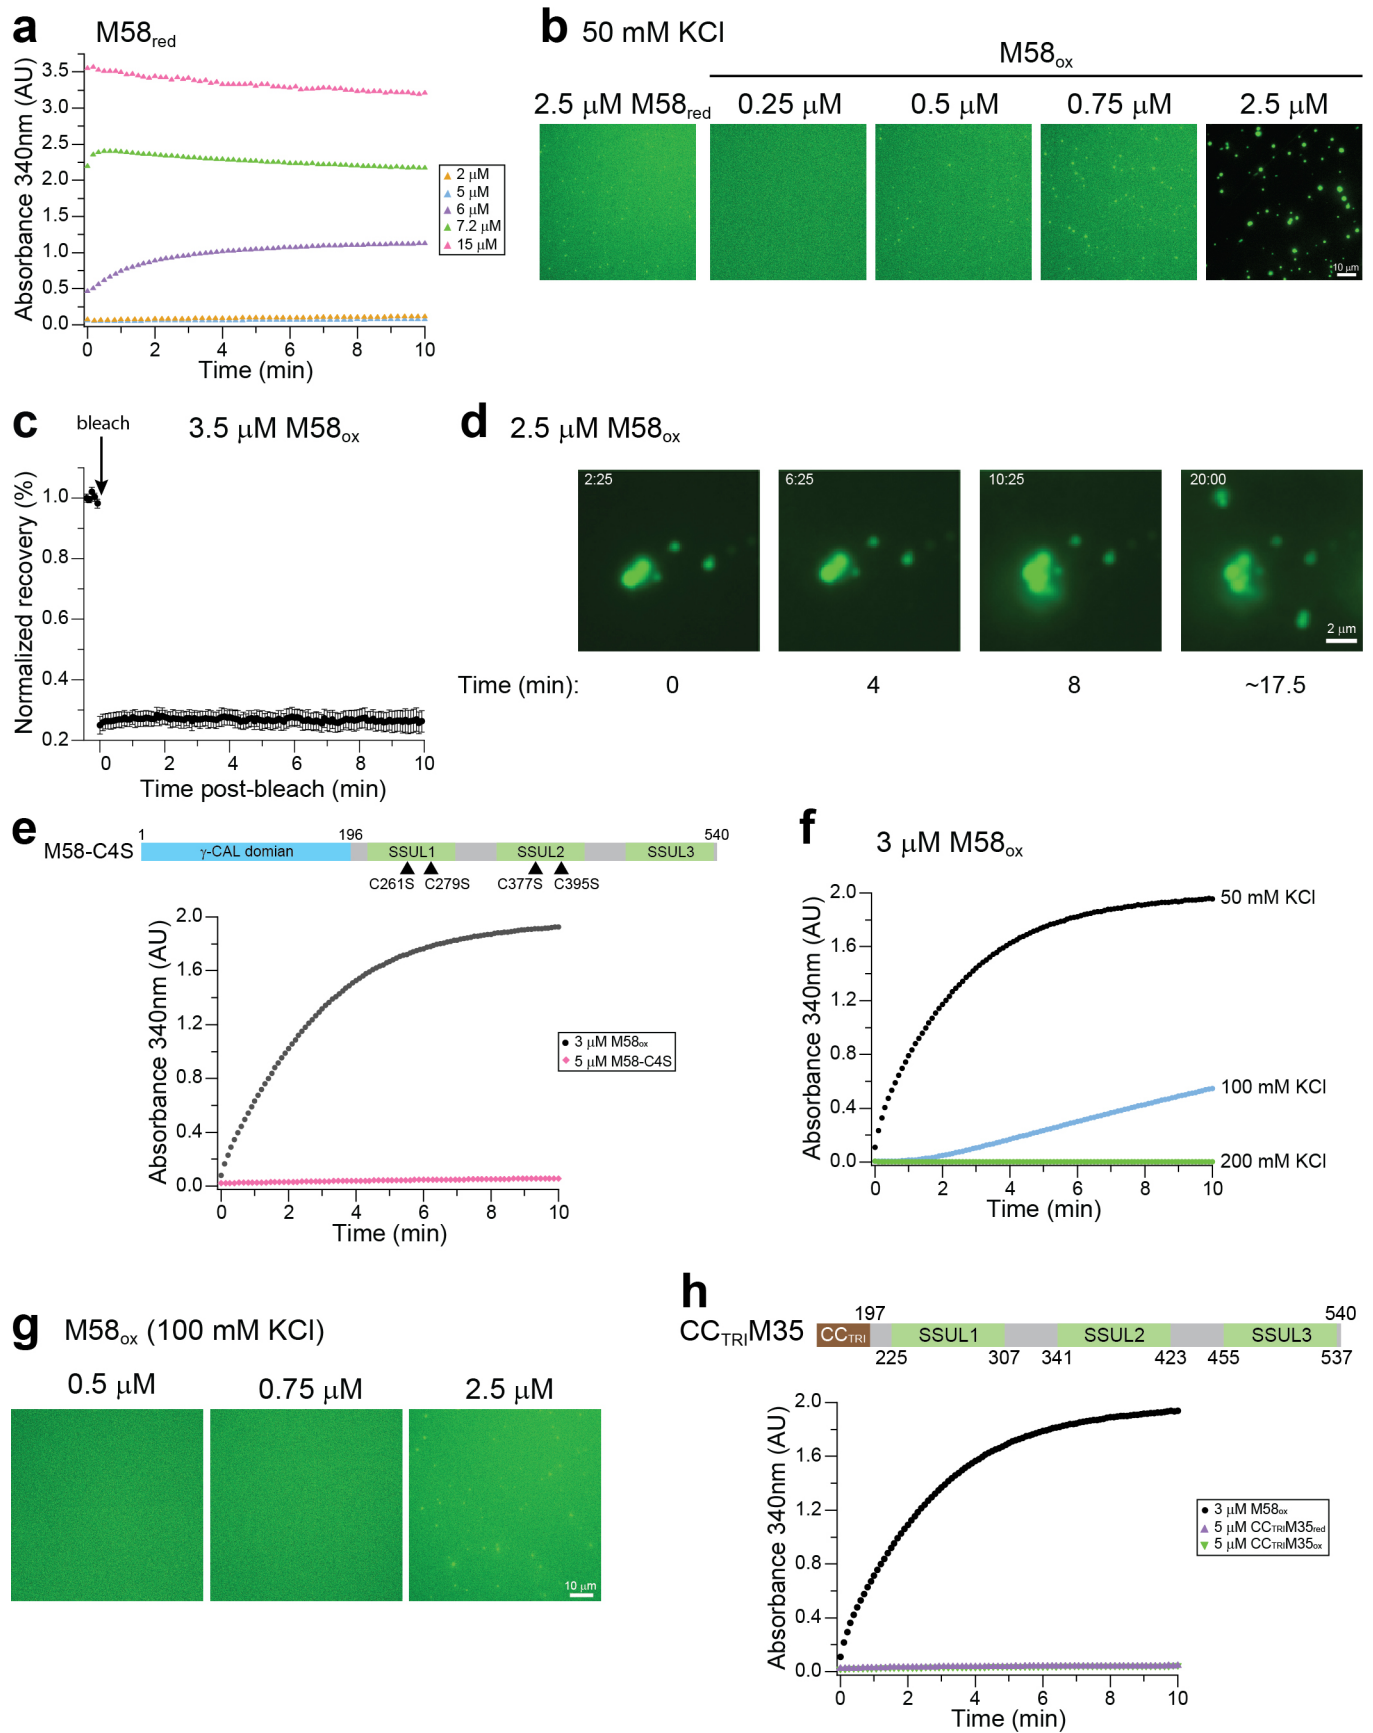 a
M58red
Absorbance 340nm (AU)
3.5
3.0
2.5
2.0
1.5
1.0
0.5
0.0
0 2 4 6 8 10
Time (min)
2 μM
5 μM
6 μM
7.2 μM
15 μM
b 50 mM KCl
M58ox
2.5 μM M58red 0.25 μM 0.5 μM 0.75 μM 2.5 μM
10 μm
c
bleach
3.5 μM M58ox
Normalized recovery (%)
1.0
0.8
0.6
0.4
0.2
0 2 4 6 8 10
Time post-bleach (min)
d 2.5 μM M58ox
2:25 6:25 10:25 20:00
2 μm
Time (min): 0 4 8 ~17.5
e
1 196 540
M58-C4S γ-CAL domian SSUL1 SSUL2 SSUL3
C261S C279S C377S C395S
Absorbance 340nm (AU)
2.0
1.6
1.2
0.8
0.4
0.0
0 2 4 6 8 10
Time (min)
3 μM M58ox
5 μM M58-C4S
f
3 μM M58ox
Absorbance 340nm (AU)
2.0
1.6
1.2
0.8
0.4
0.0
50 mM KCl
100 mM KCl
200 mM KCl
0 2 4 6 8 10
Time (min)
g M58ox (100 mM KCl)
0.5 μM 0.75 μM 2.5 μM
10 μm
h
197 540
CCTRIM35 CCTRI SSUL1 SSUL2 SSUL3
225 307 341 423 455 537
Absorbance 340nm (AU)
2.0
1.6
1.2
0.8
0.4
0.0
0 2 4 6 8 10
Time (min)
3 μM M58ox
5 μM CCTRIM35red
5 μM CCTRIM35ox